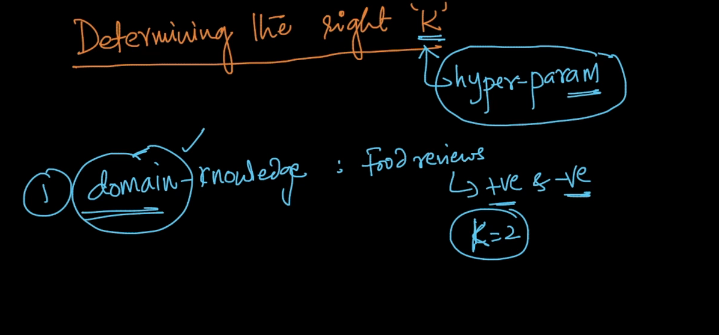 Determining the right 'K'
hyper-param
① domain-knowledge : Food reviews
↳ +ve & -ve
K=2